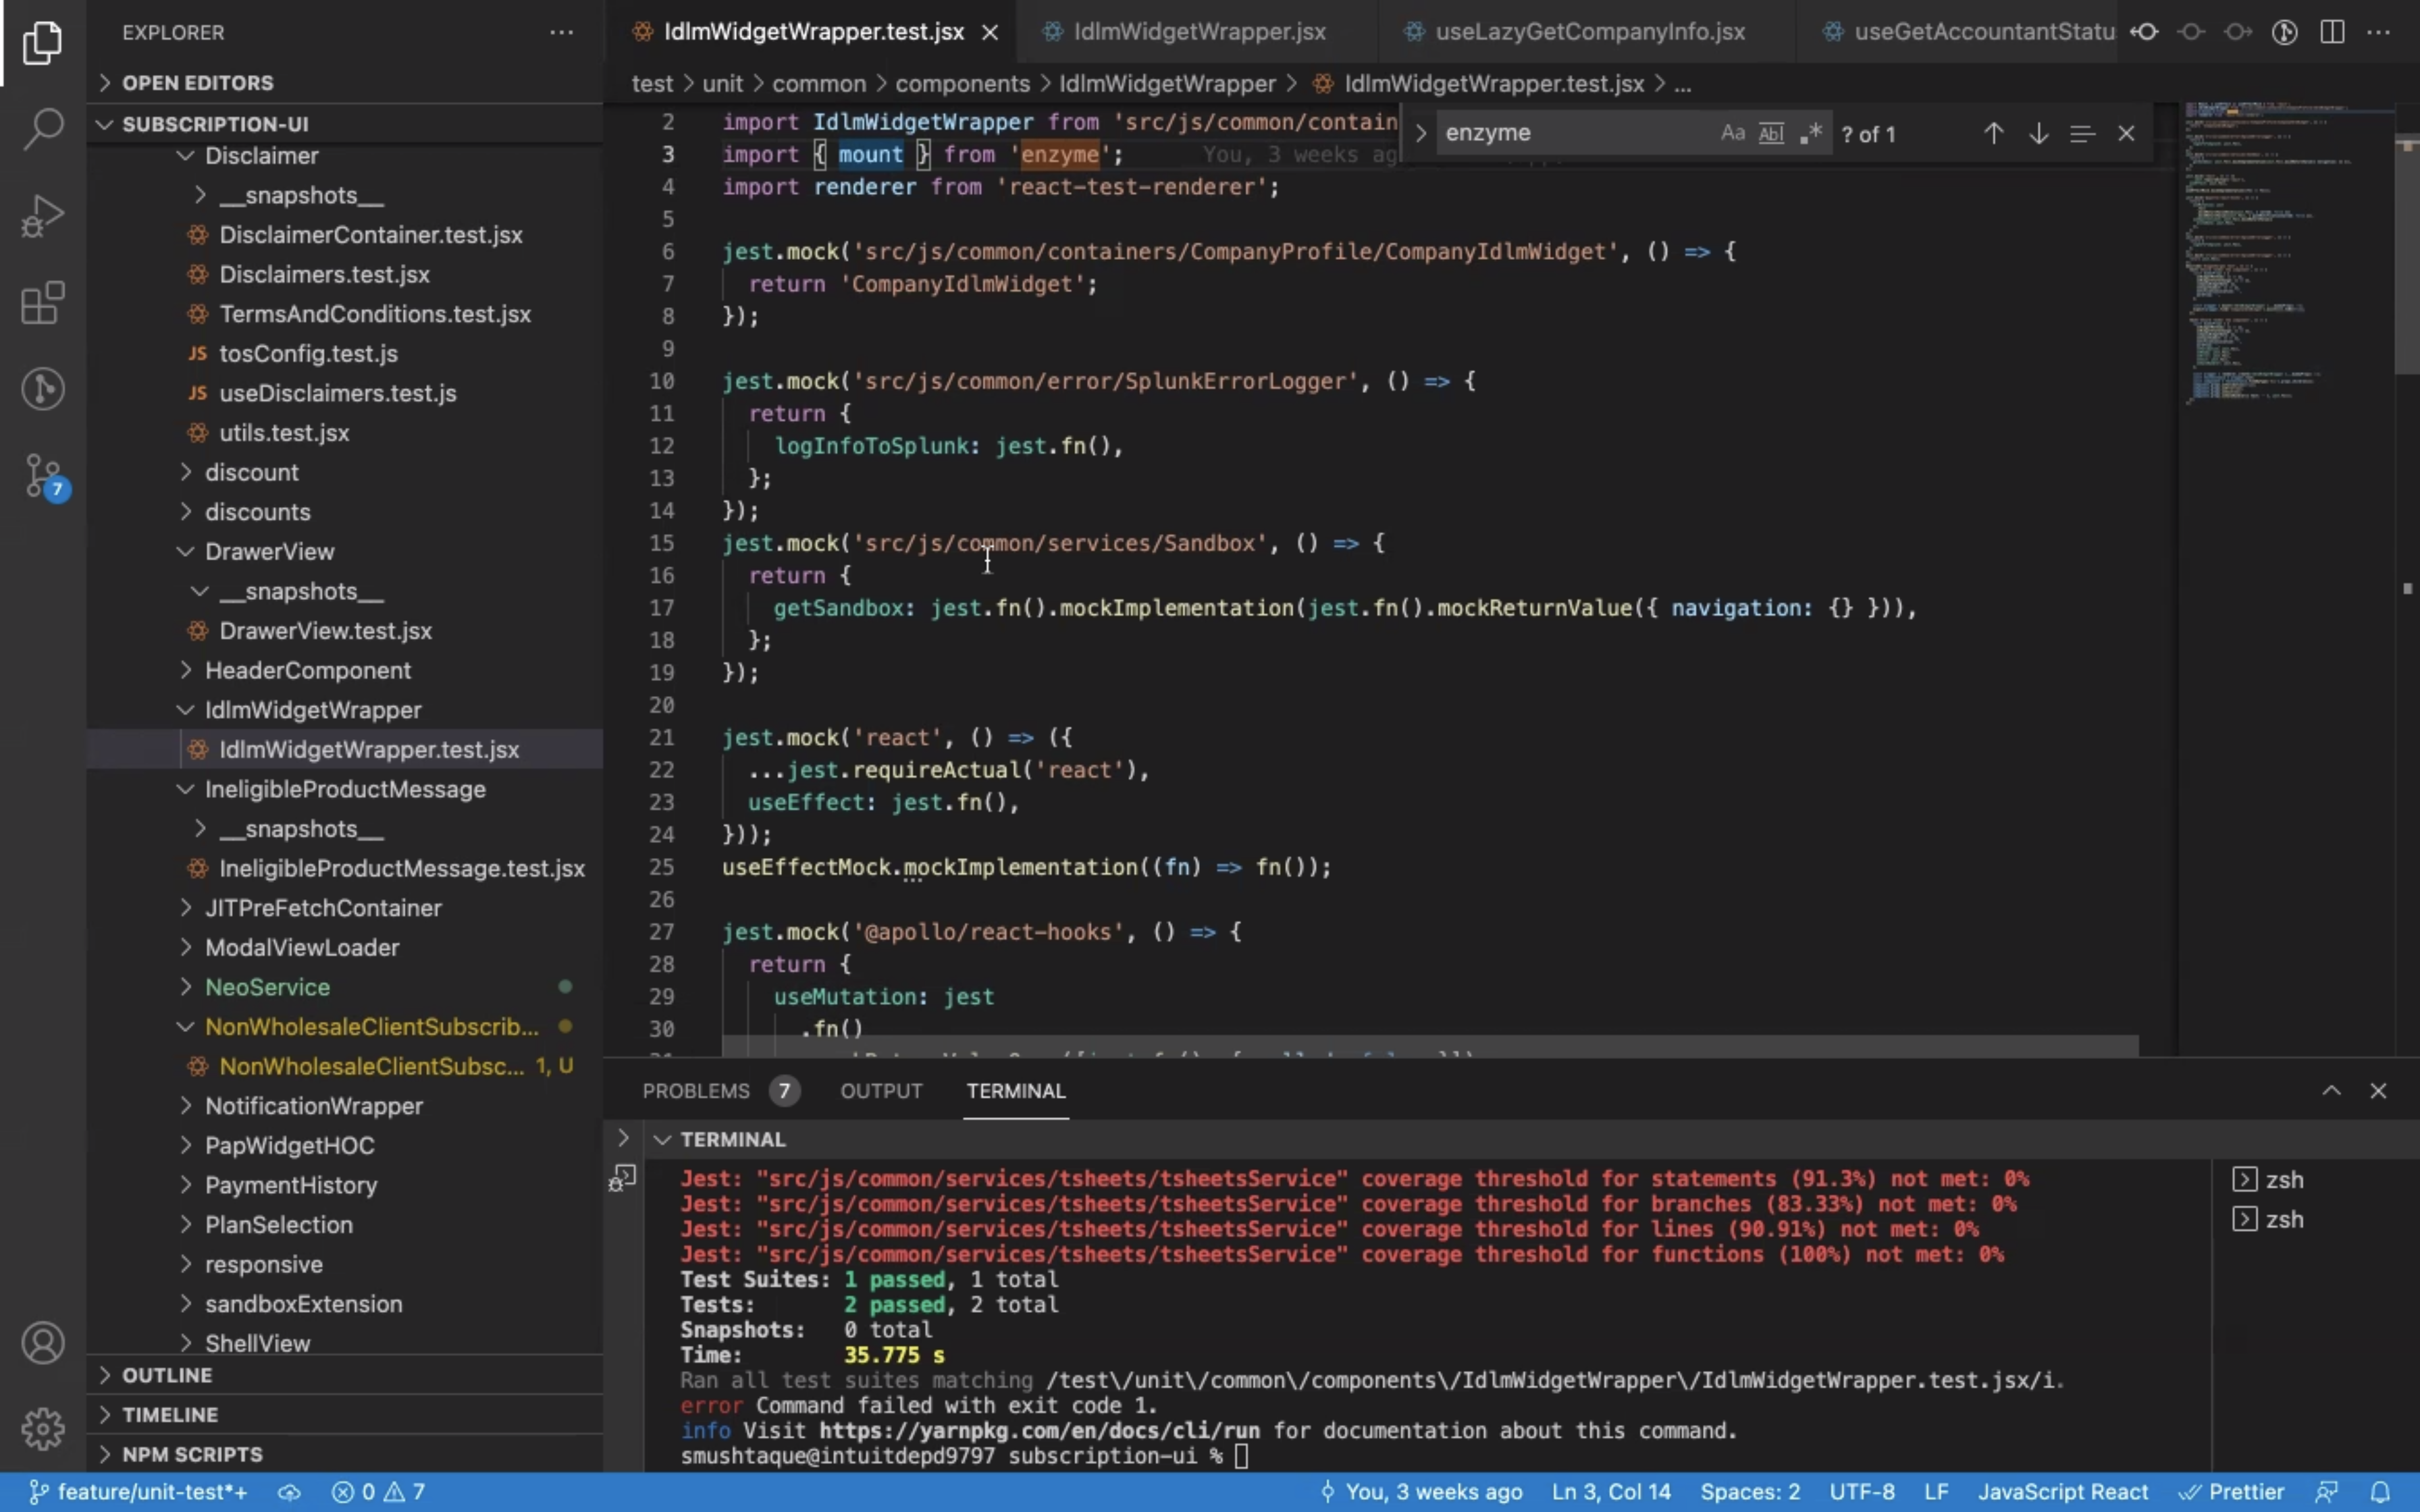 EXPLORER
OPEN EDITORS
SUBSCRIPTION-UI
Disclaimer
__snapshots__
DisclaimerContainer.test.jsx
Disclaimers.test.jsx
TermsAndConditions.test.jsx
JS tosConfig.test.js
JS useDisclaimers.test.js
utils.test.jsx
discount
discounts
DrawerView
__snapshots__
DrawerView.test.jsx
HeaderComponent
IdlmWidgetWrapper
IdlmWidgetWrapper.test.jsx
IneligibleProductMessage
__snapshots__
IneligibleProductMessage.test.jsx
JITPreFetchContainer
ModalViewLoader
NeoService
NonWholesaleClientSubscrib...
NonWholesaleClientSubsc... 1, U
NotificationWrapper
PapWidgetHOC
PaymentHistory
PlanSelection
responsive
sandboxExtension
ShellView
OUTLINE
TIMELINE
NPM SCRIPTS
7
IdlmWidgetWrapper.test.jsx IdlmWidgetWrapper.jsx useLazyGetCompanyInfo.jsx useGetAccountantStatu
test > unit > common > components > IdlmWidgetWrapper > IdlmWidgetWrapper.test.jsx > ...
enzyme Aa Abl .* ? of 1
2 import IdlmWidgetWrapper from 'src/js/common/contain
3 import { mount } from 'enzyme'; You, 3 weeks ag
4 import renderer from 'react-test-renderer';
5
6 jest.mock('src/js/common/containers/CompanyProfile/CompanyIdlmWidget', () => {
7 return 'CompanyIdlmWidget';
8 });
9
10 jest.mock('src/js/common/error/SplunkErrorLogger', () => {
11 return {
12 logInfoToSplunk: jest.fn(),
13 };
14 });
15 jest.mock('src/js/common/services/Sandbox', () => {
16 return {
17 getSandbox: jest.fn().mockImplementation(jest.fn().mockReturnValue({ navigation: {} })),
18 };
19 });
20
21 jest.mock('react', () => ({
22 ...jest.requireActual('react'),
23 useEffect: jest.fn(),
24 }));
25 useEffectMock.mockImplementation((fn) => fn());
26
27 jest.mock('@apollo/react-hooks', () => {
28 return {
29 useMutation: jest
30 .fn()
PROBLEMS 7 OUTPUT TERMINAL
TERMINAL
Jest: "src/js/common/services/tsheets/tsheetsService" coverage threshold for statements (91.3%) not met: 0%
Jest: "src/js/common/services/tsheets/tsheetsService" coverage threshold for branches (83.33%) not met: 0%
Jest: "src/js/common/services/tsheets/tsheetsService" coverage threshold for lines (90.91%) not met: 0%
Jest: "src/js/common/services/tsheets/tsheetsService" coverage threshold for functions (100%) not met: 0%
Test Suites: 1 passed, 1 total
Tests: 2 passed, 2 total
Snapshots: 0 total
Time: 35.775 s
Ran all test suites matching /test\/unit\/common\/components\/IdlmWidgetWrapper\/IdlmWidgetWrapper.test.jsx/i.
error Command failed with exit code 1.
info Visit https://yarnpkg.com/en/docs/cli/run for documentation about this command.
smushtaque@intuitdepd9797 subscription-ui %
zsh
zsh
feature/unit-test*+ 0 7 You, 3 weeks ago Ln 3, Col 14 Spaces: 2 UTF-8 LF JavaScript React Prettier